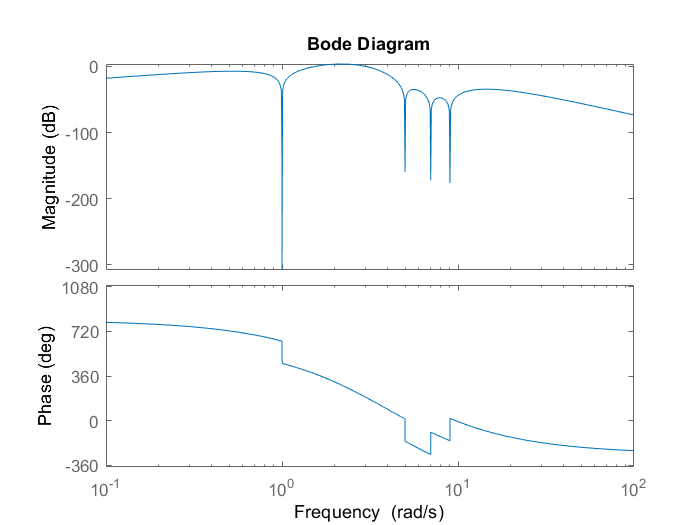 Bode Diagram
Magnitude (dB)
0
-100
-200
-300
Phase (deg)
1080
720
360
0
-360
10^-1 10^0 10^1 10^2
Frequency (rad/s)